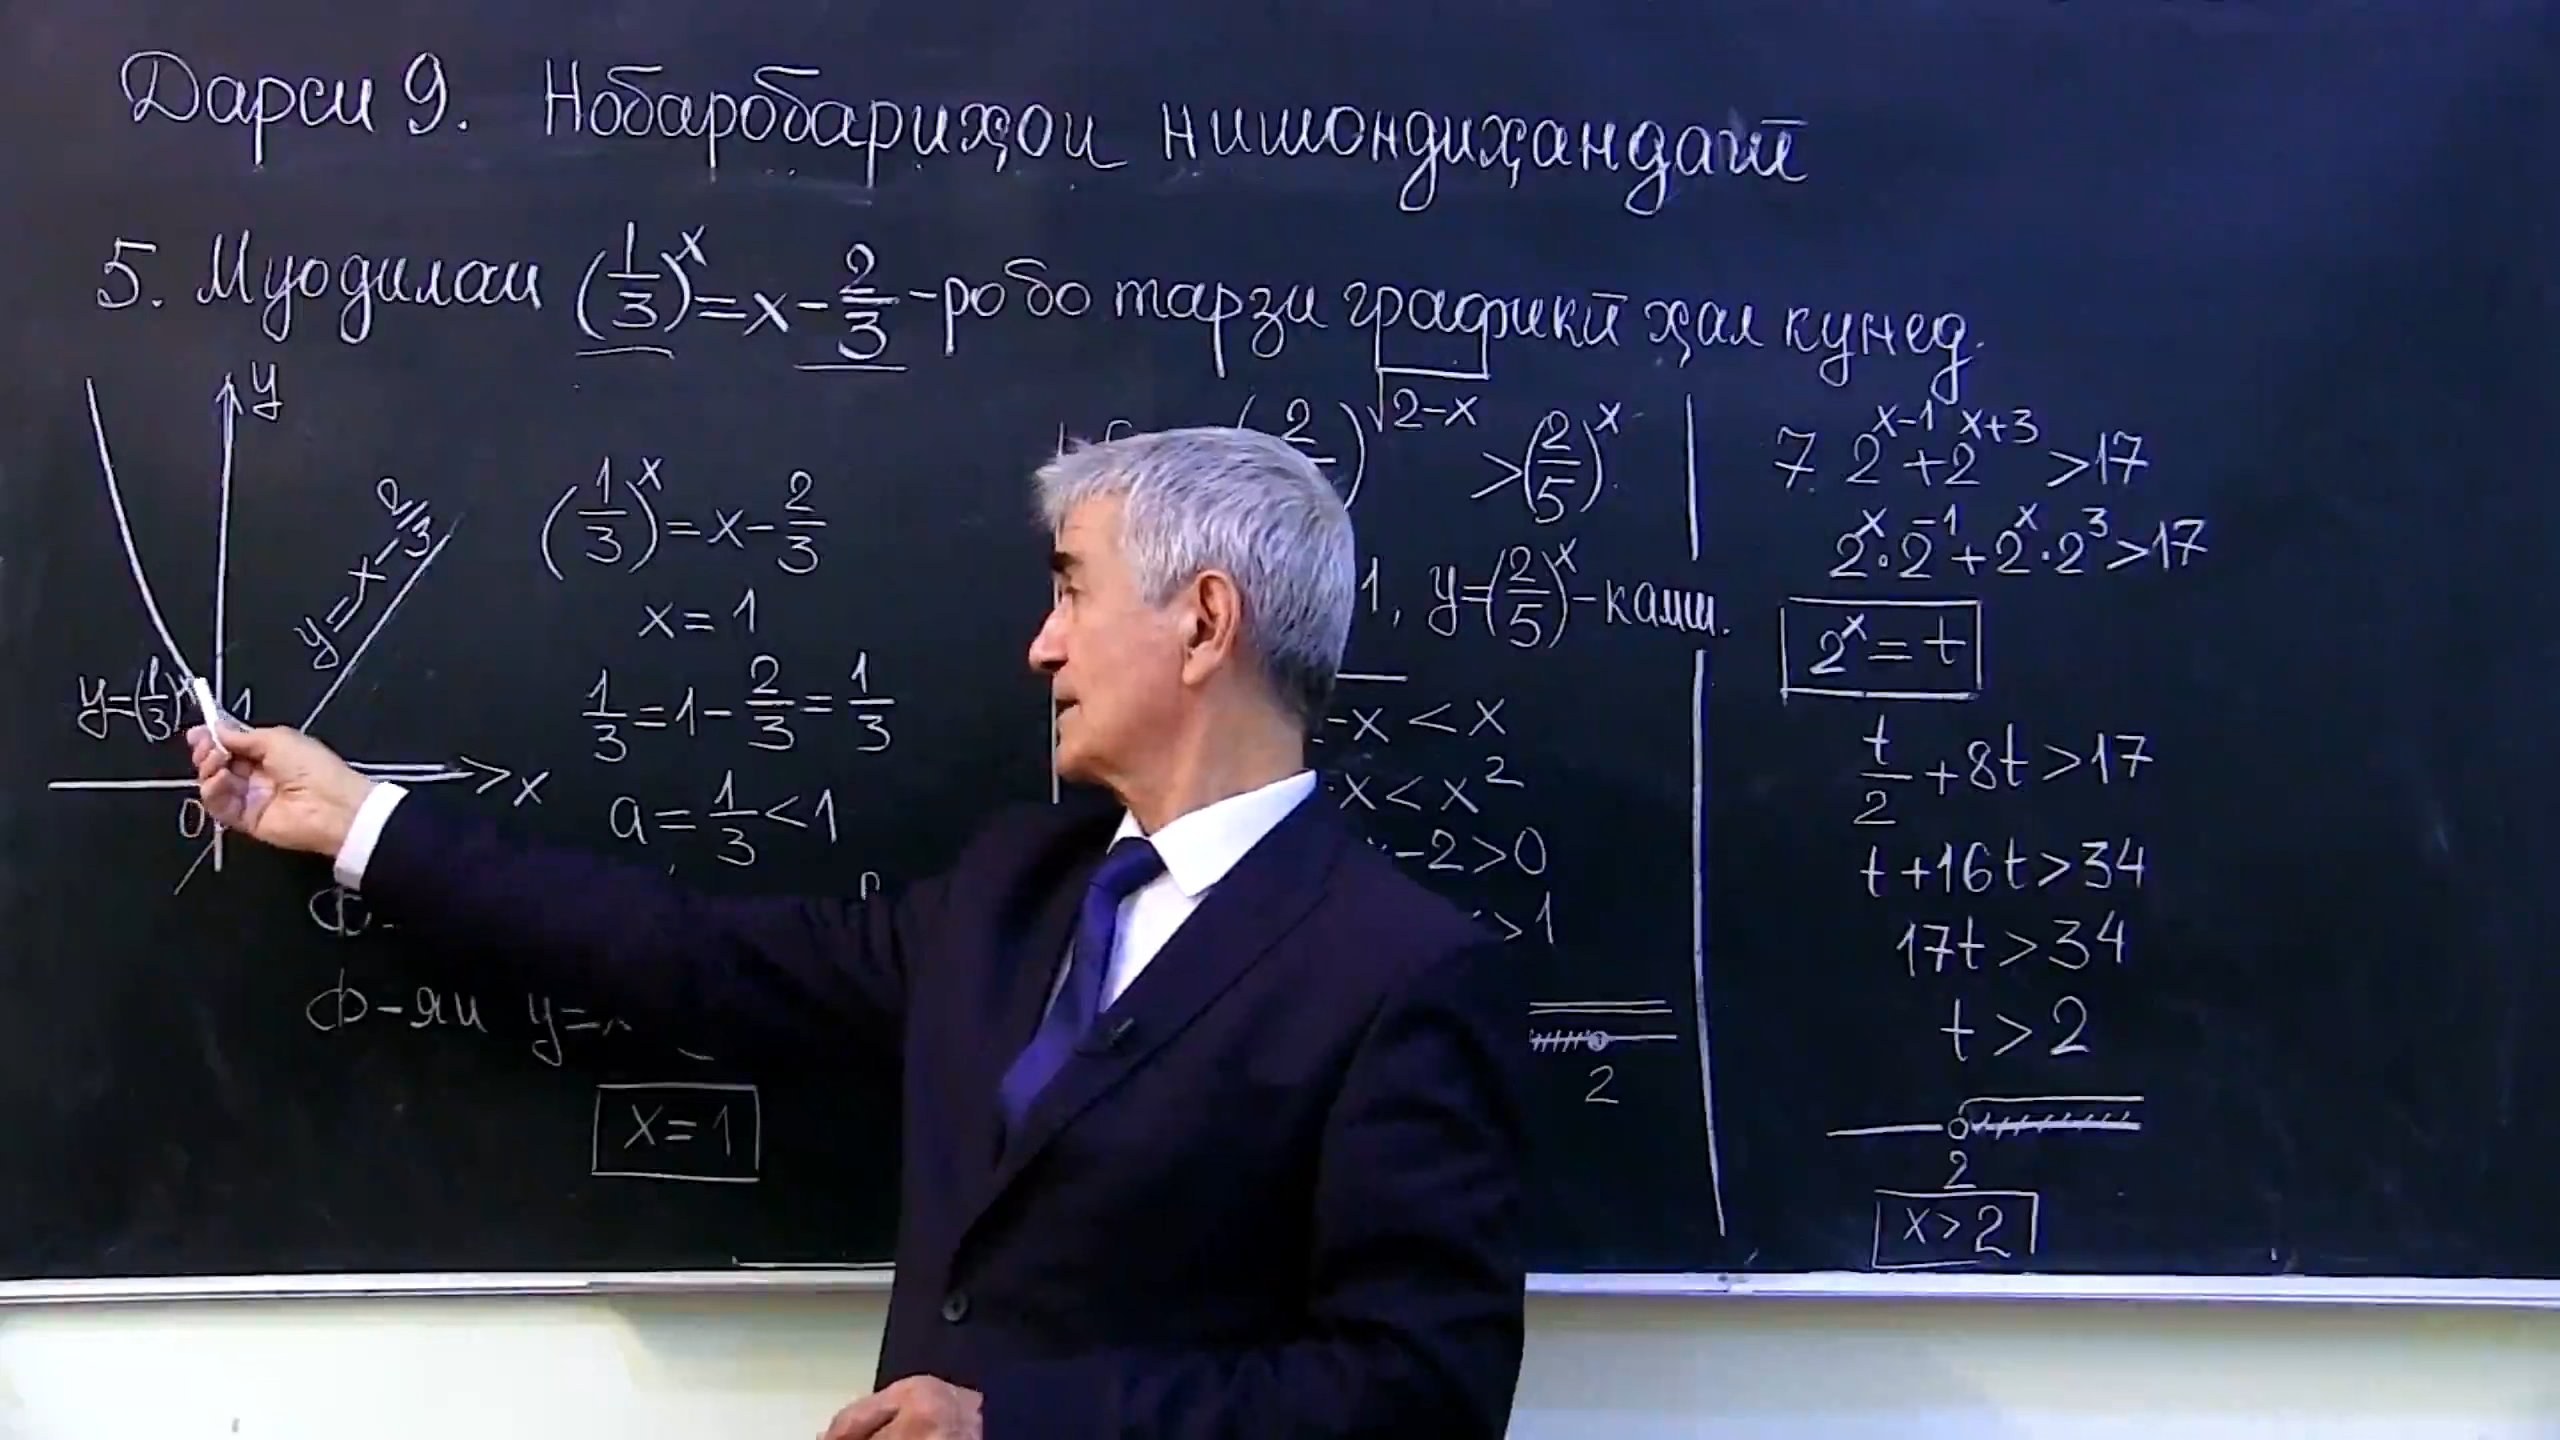 Дарси 9. Нобаробариҳои нишондиҳандагӣ
5. Муодилаи (1/3)^x = x - 2/3 -ро бо тарзи графикӣ ҳал кунед.
y
y = x - 2/3
y = (1/3)^x
1
x
0
(1/3)^x = x - 2/3
x = 1
1/3 = 1 - 2/3 = 1/3
a = 1/3 < 1
Ф-
Ф-яи y=
x = 1
√(2-x) > (2/5)^x
1, y = (2/5)^x - камш.
-x < x
-x < x^2
-2 > 0
> 1
2
7. 2^(x-1) + 2^(x+3) > 17
2^x · 2^-1 + 2^x · 2^3 > 17
2^x = t
t/2 + 8t > 17
t + 16t > 34
17t > 34
t > 2
2
x > 2